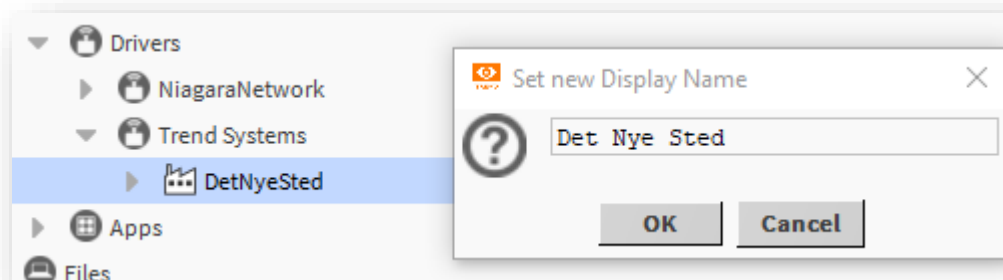 Drivers
NiagaraNetwork
Trend Systems
DetNyeSted
Apps
Files
Set new Display Name
Det Nye Sted
OK
Cancel